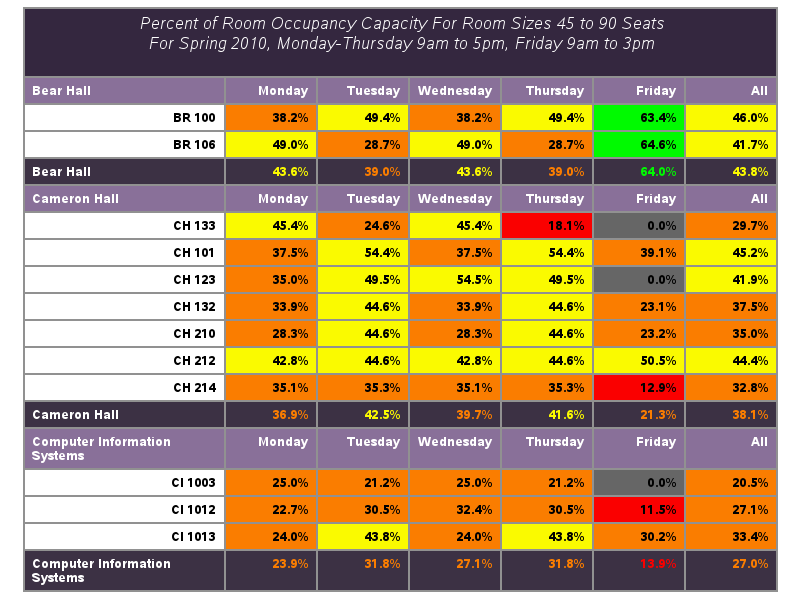 Percent of Room Occupancy Capacity For Room Sizes 45 to 90 Seats
For Spring 2010, Monday-Thursday 9am to 5pm, Friday 9am to 3pm
Bear Hall Monday Tuesday Wednesday Thursday Friday All
BR 100 38.2% 49.4% 38.2% 49.4% 63.4% 46.0%
BR 106 49.0% 28.7% 49.0% 28.7% 64.6% 41.7%
Bear Hall 43.6% 39.0% 43.6% 39.0% 64.0% 43.8%
Cameron Hall Monday Tuesday Wednesday Thursday Friday All
CH 133 45.4% 24.6% 45.4% 18.1% 0.0% 29.7%
CH 101 37.5% 54.4% 37.5% 54.4% 39.1% 45.2%
CH 123 35.0% 49.5% 54.5% 49.5% 0.0% 41.9%
CH 132 33.9% 44.6% 33.9% 44.6% 23.1% 37.5%
CH 210 28.3% 44.6% 28.3% 44.6% 23.2% 35.0%
CH 212 42.8% 44.6% 42.8% 44.6% 50.5% 44.4%
CH 214 35.1% 35.3% 35.1% 35.3% 12.9% 32.8%
Cameron Hall 36.9% 42.5% 39.7% 41.6% 21.3% 38.1%
Computer Information Monday Tuesday Wednesday Thursday Friday All
Systems
CI 1003 25.0% 21.2% 25.0% 21.2% 0.0% 20.5%
CI 1012 22.7% 30.5% 32.4% 30.5% 11.5% 27.1%
CI 1013 24.0% 43.8% 24.0% 43.8% 30.2% 33.4%
Computer Information 23.9% 31.8% 27.1% 31.8% 13.9% 27.0%
Systems